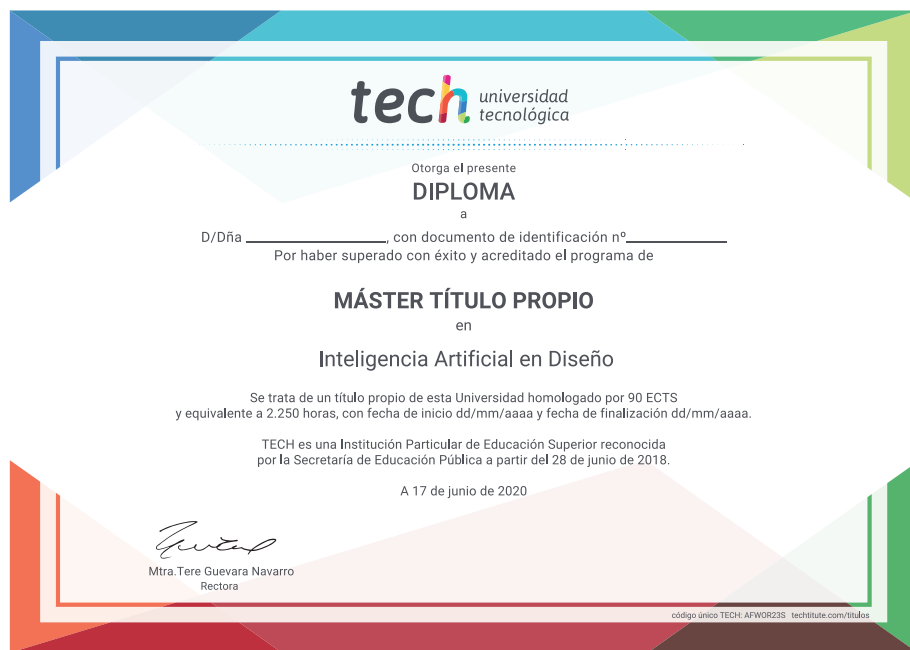 tech universidad
tecnológica
Otorga el presente
DIPLOMA
a
D/Dña ______________, con documento de identificación nº__________
Por haber superado con éxito y acreditado el programa de
MÁSTER TÍTULO PROPIO
en
Inteligencia Artificial en Diseño
Se trata de un título propio de esta Universidad homologado por 90 ECTS
y equivalente a 2.250 horas, con fecha de inicio dd/mm/aaaa y fecha de finalización dd/mm/aaaa.
TECH es una Institución Particular de Educación Superior reconocida
por la Secretaría de Educación Pública a partir del 28 de junio de 2018.
A 17 de junio de 2020
Mtra.Tere Guevara Navarro
Rectora
código único TECH: AFWOR23S techtitute.com/titulos